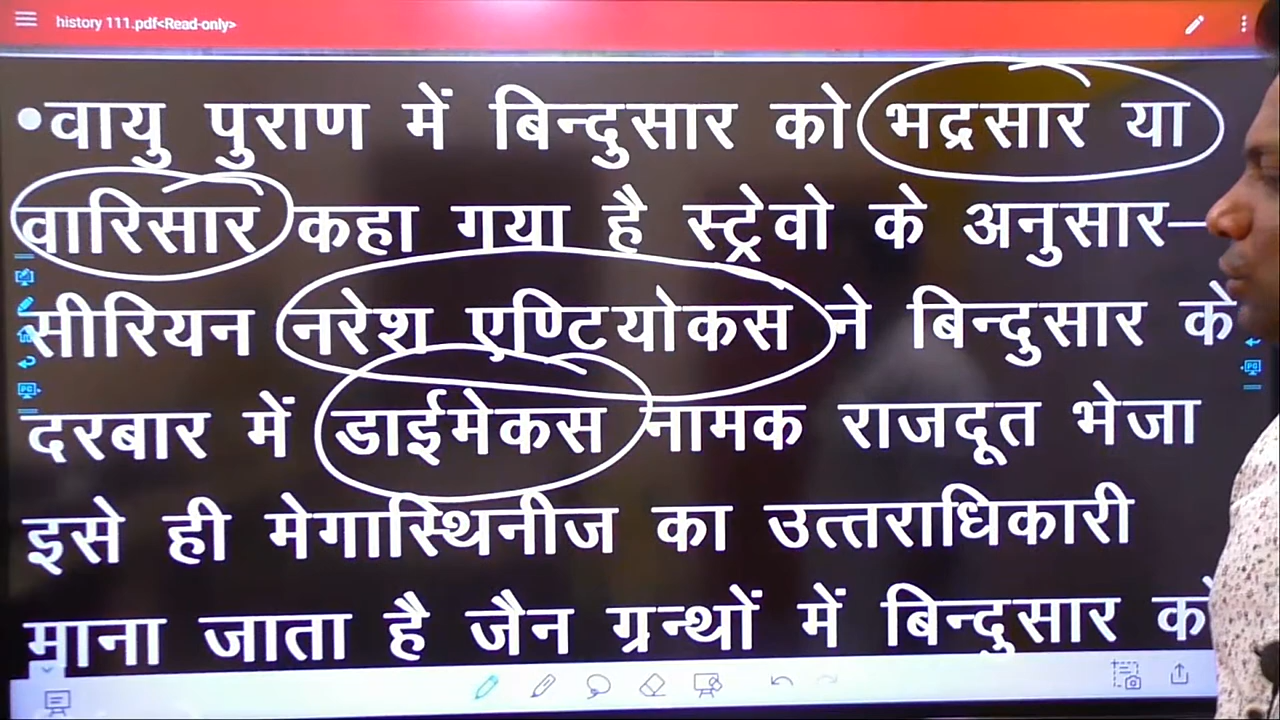 history 111.pdf<Read-only>
•वायु पुराण में बिन्दुसार को भद्रसार या
वारिसार कहा गया है स्ट्रेवो के अनुसार–
सीरियन नरेश एण्टियोकस ने बिन्दुसार के
दरबार में डाईमेकस नामक राजदूत भेजा
इसे ही मेगास्थिनीज का उत्तराधिकारी
माना जाता है जैन ग्रन्थों में बिन्दुसार को